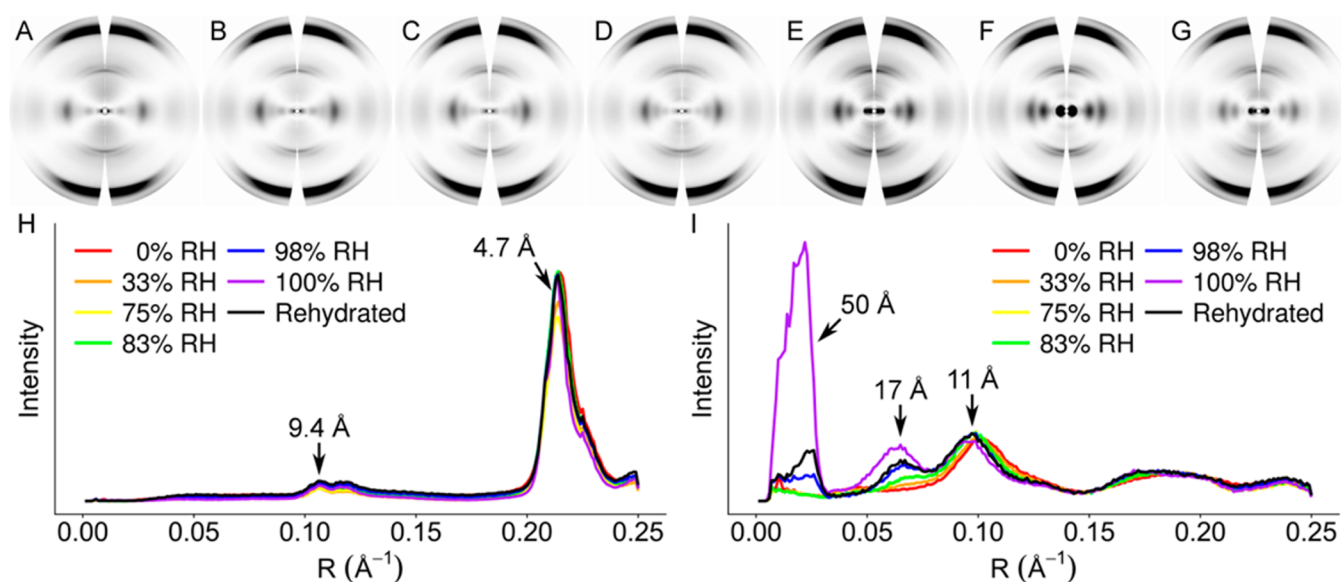 A B C D E F G
H
0% RH 98% RH
33% RH 100% RH
75% RH Rehydrated
83% RH
4.7 Å
9.4 Å
Intensity
0.00 0.05 0.10 0.15 0.20 0.25
R (Å⁻¹)
I
0% RH 98% RH
33% RH 100% RH
75% RH Rehydrated
83% RH
50 Å
17 Å
11 Å
Intensity
0.00 0.05 0.10 0.15 0.20 0.25
R (Å⁻¹)